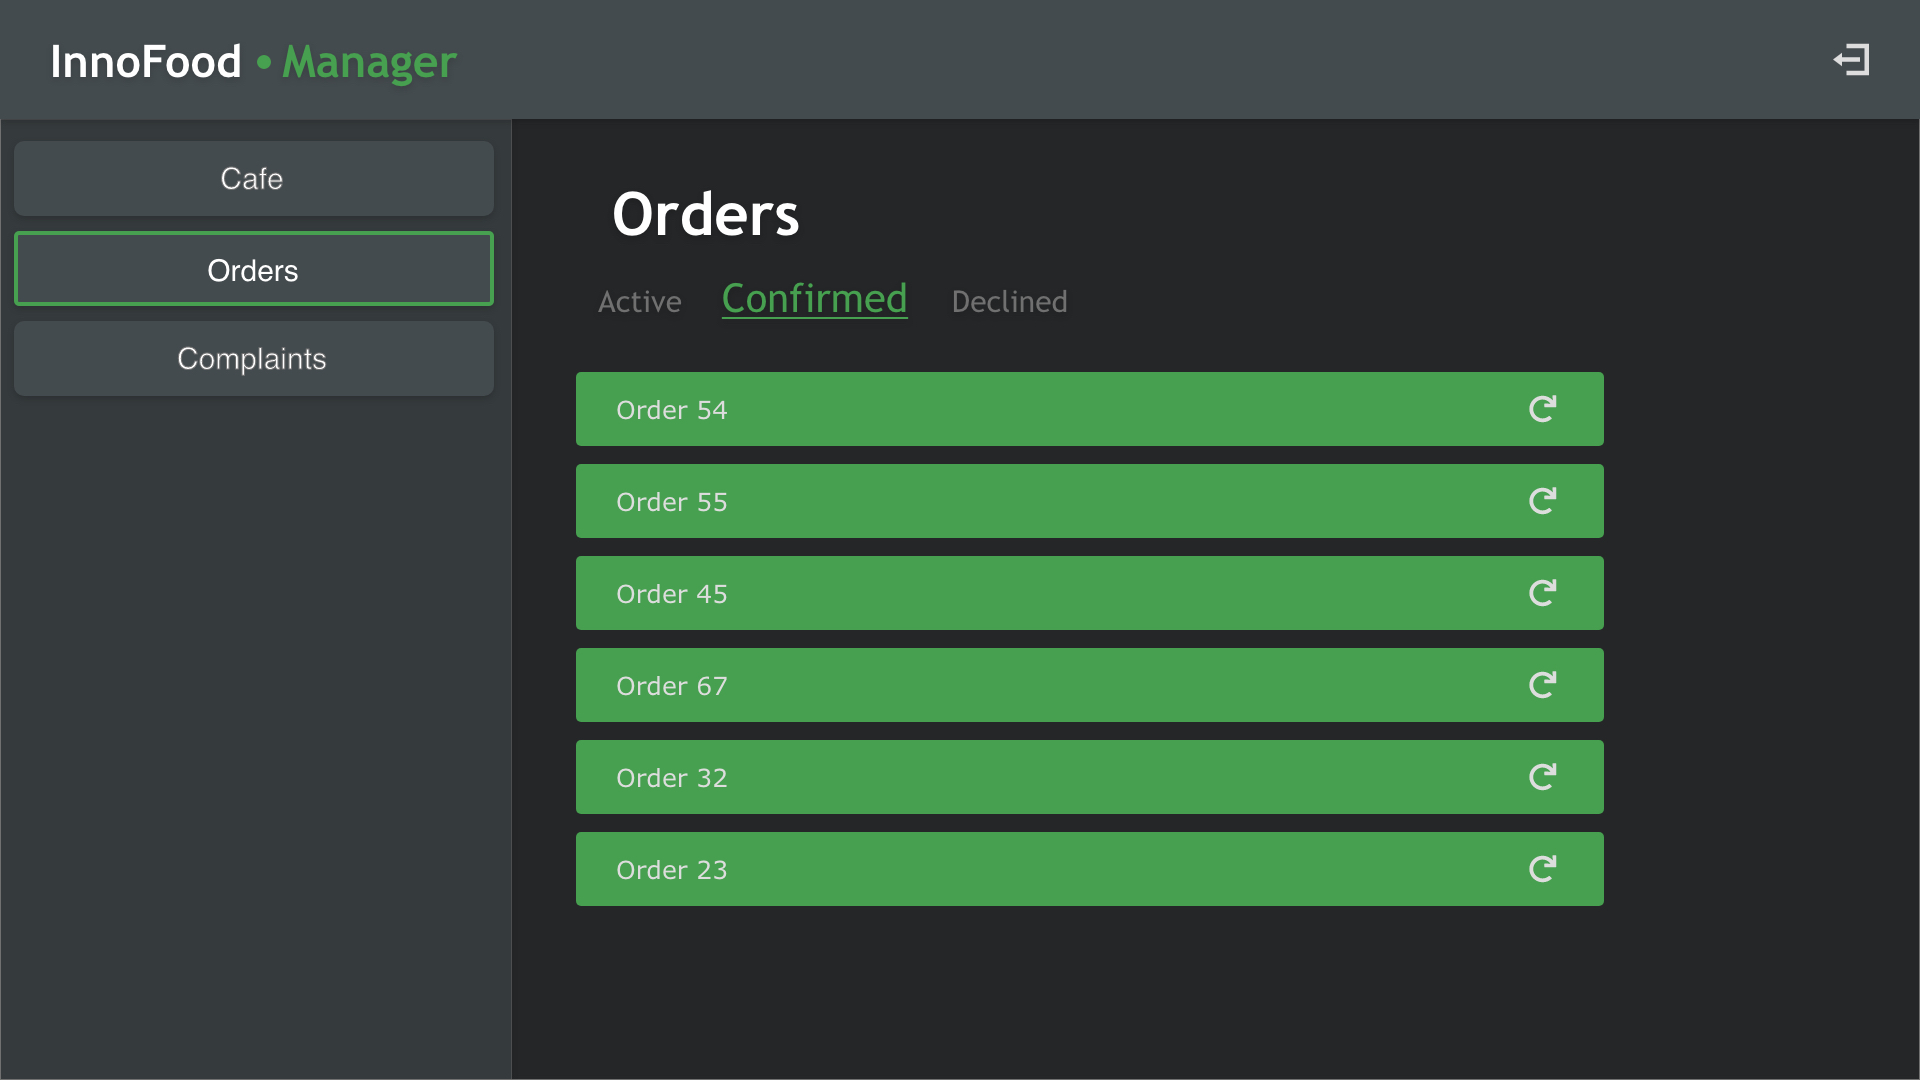 InnoFood • Manager
Cafe
Orders
Complaints
Orders
Active Confirmed Declined
Order 54
Order 55
Order 45
Order 67
Order 32
Order 23